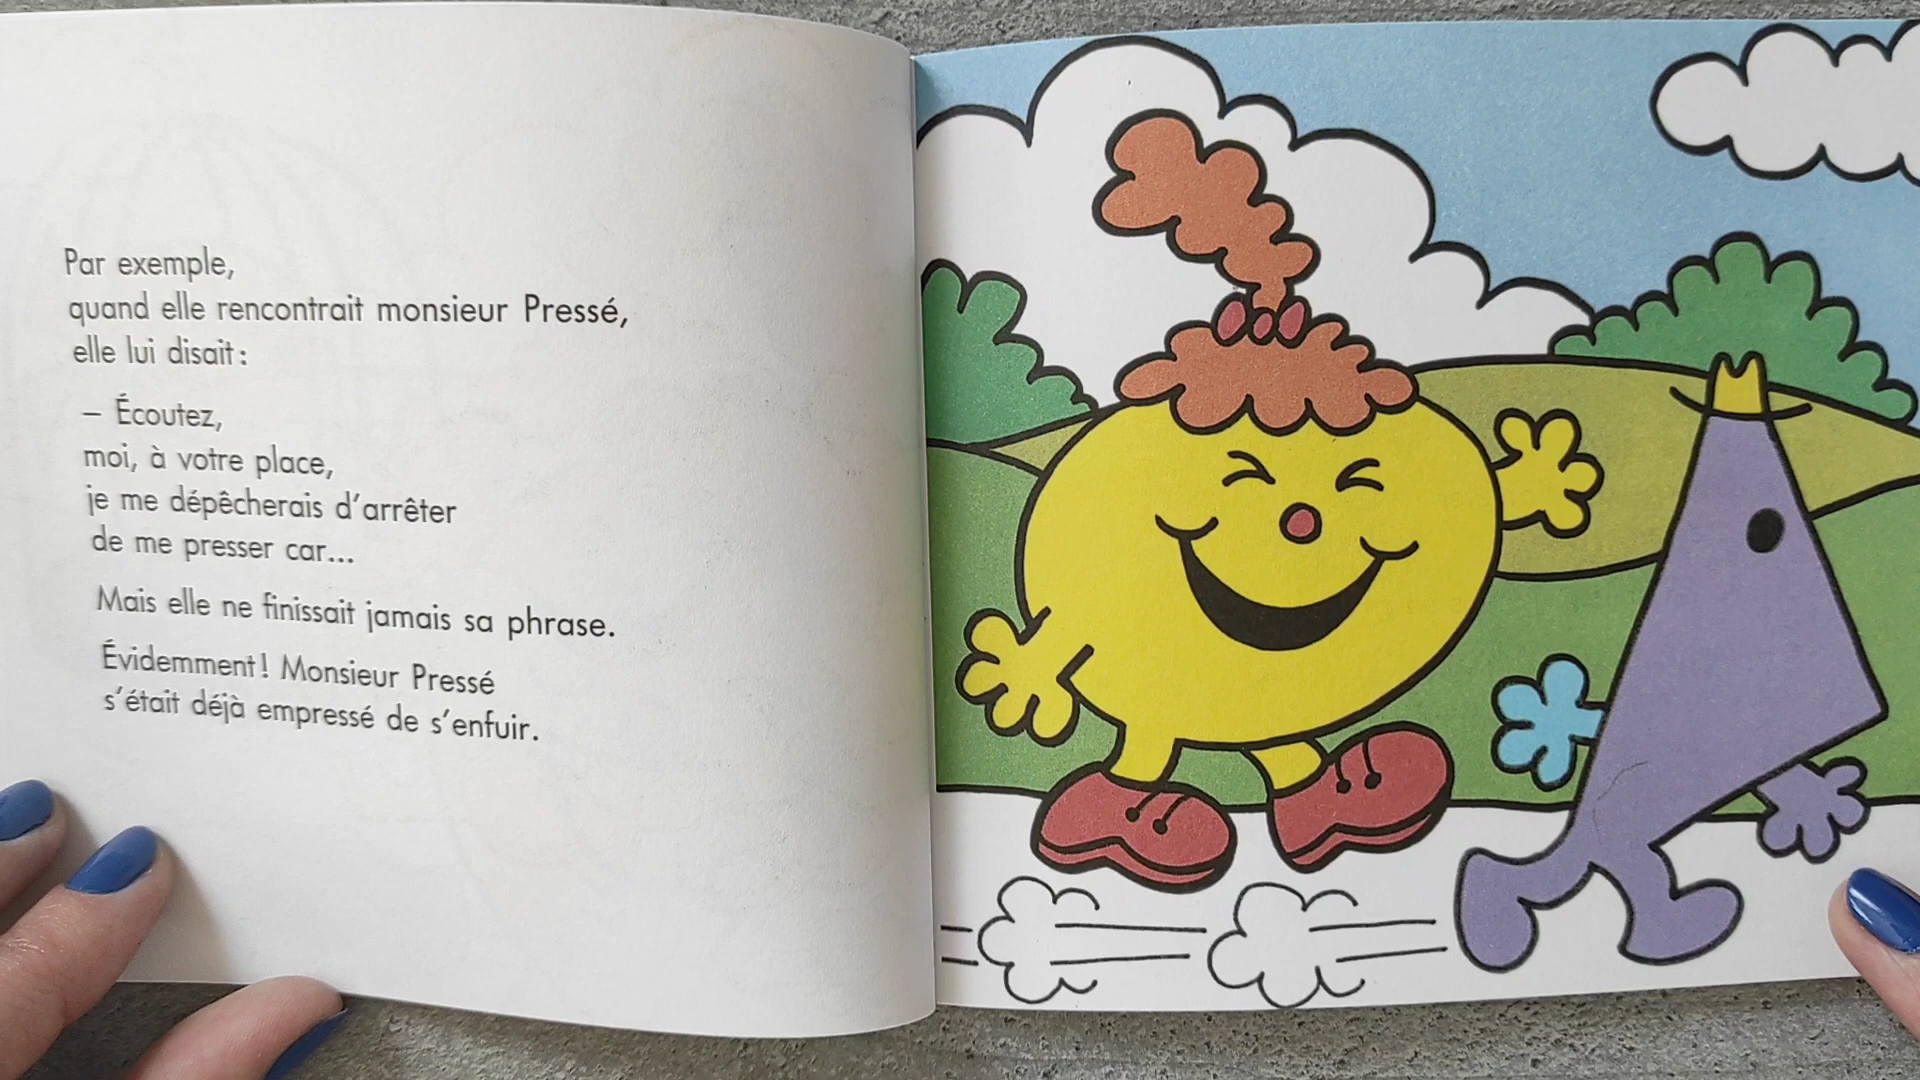 Par exemple,
quand elle rencontrait monsieur Pressé,
elle lui disait :
– Écoutez,
moi, à votre place,
je me dépêcherais d'arrêter
de me presser car...
Mais elle ne finissait jamais sa phrase.
Évidemment ! Monsieur Pressé
s'était déjà empressé de s'enfuir.